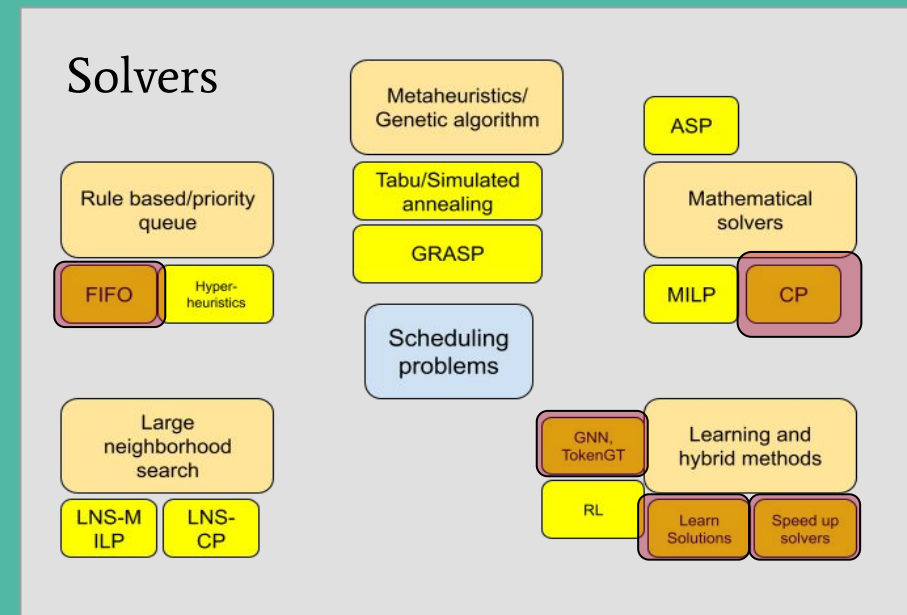 Solvers
Metaheuristics/
Genetic algorithm
Tabu/Simulated
annealing
GRASP
ASP
Mathematical
solvers
MILP
CP
Rule based/priority
queue
FIFO
Hyper-
heuristics
Scheduling
problems
Large
neighborhood
search
LNS-M
ILP
LNS-
CP
GNN,
TokenGT
Learning and
hybrid methods
RL
Learn
Solutions
Speed up
solvers